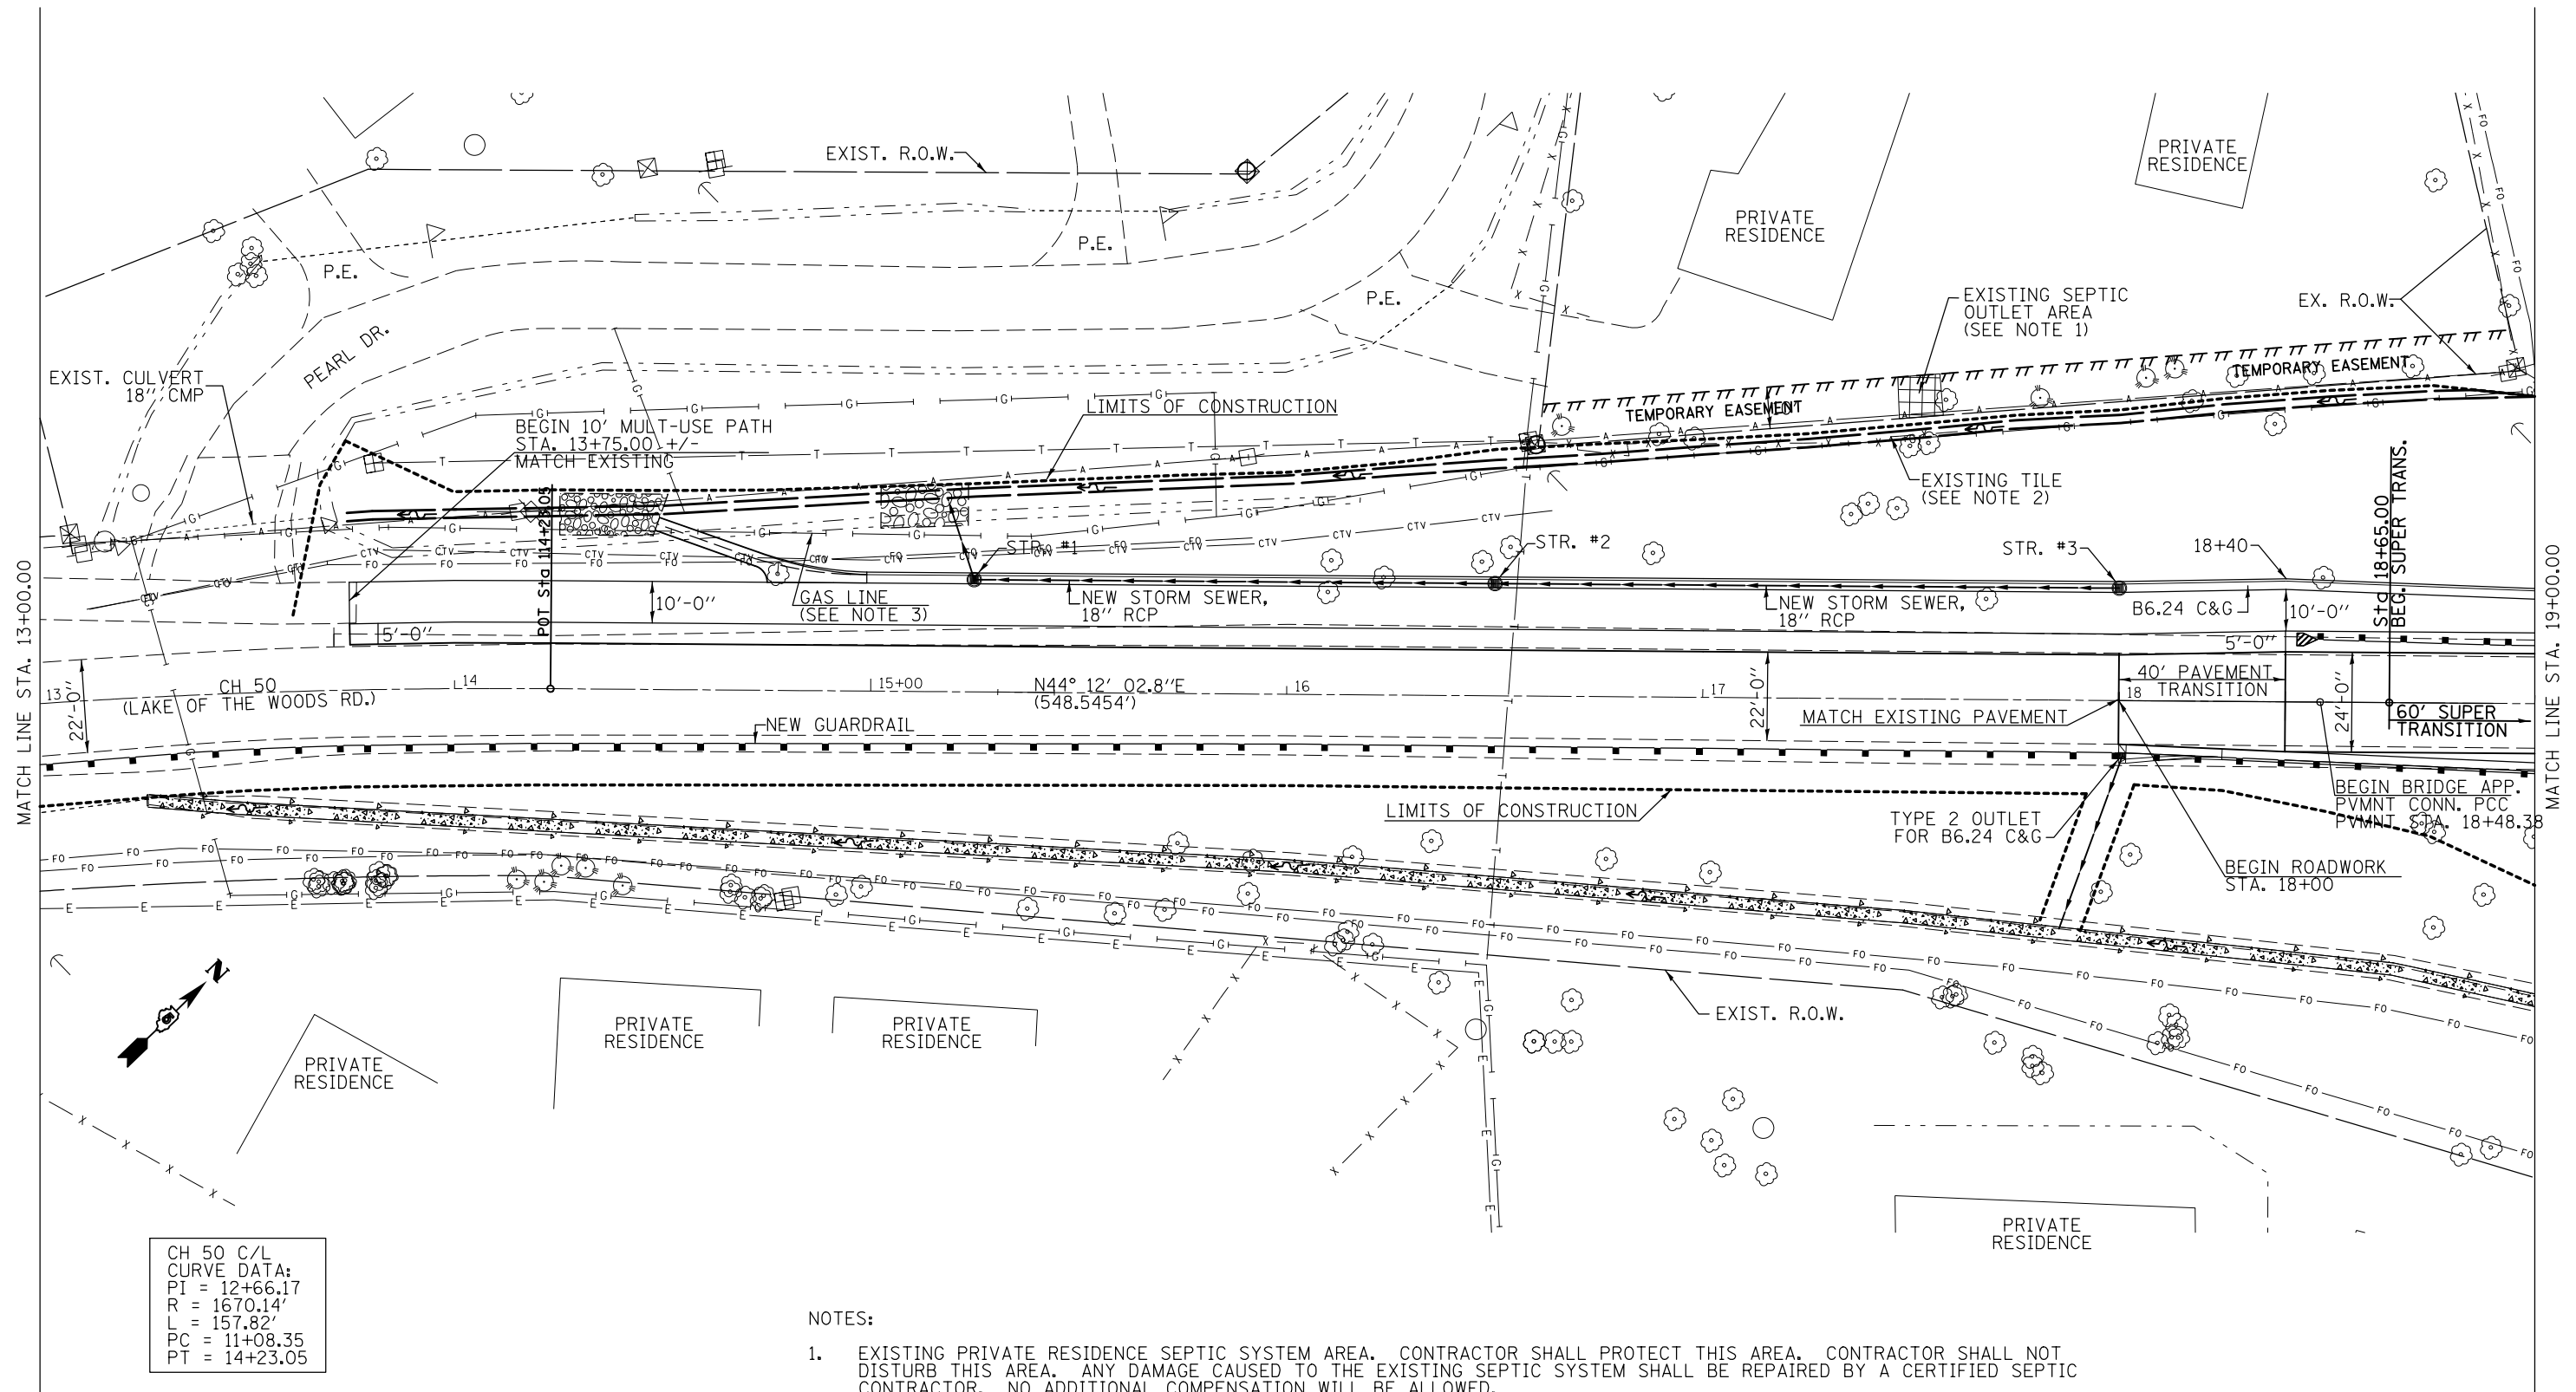 EXIST. R.O.W.
PRIVATE
RESIDENCE
PRIVATE
RESIDENCE
P.E.
P.E.
P.E.
EXISTING SEPTIC
OUTLET AREA
(SEE NOTE 1)
EX. R.O.W.
PEARL DR.
EXIST. CULVERT
18" CMP
BEGIN 10' MULT-USE PATH
STA. 13+75.00 +/-
MATCH EXISTING
LIMITS OF CONSTRUCTION
TEMPORARY EASEMENT
TEMPORARY EASEMENT
EXISTING TILE
(SEE NOTE 2)
POT Sta 114+23.05
STR. #1
STR. #2
STR. #3
18+40
Sta 18+65.00
BEG. SUPER TRANS.
GAS LINE
(SEE NOTE 3)
10'-0"
5'-0"
NEW STORM SEWER,
18" RCP
NEW STORM SEWER,
18" RCP
B6.24 C&G
10'-0"
5'-0"
MATCH LINE STA. 13+00.00
MATCH LINE STA. 19+00.00
13
14
15+00
16
17
18
CH 50
(LAKE OF THE WOODS RD.)
22'-0"
N44° 12' 02.8"E
(548.5454')
22'-0"
40' PAVEMENT
TRANSITION
24'-0"
MATCH EXISTING PAVEMENT
60' SUPER
TRANSITION
NEW GUARDRAIL
LIMITS OF CONSTRUCTION
TYPE 2 OUTLET
FOR B6.24 C&G
BEGIN BRIDGE APP.
PVMNT CONN. PCC
PVMNT STA. 18+48.38
BEGIN ROADWORK
STA. 18+00
EXIST. R.O.W.
N
PRIVATE
RESIDENCE
PRIVATE
RESIDENCE
PRIVATE
RESIDENCE
PRIVATE
RESIDENCE
CH 50 C/L
CURVE DATA:
PI = 12+66.17
R = 1670.14'
L = 157.82'
PC = 11+08.35
PT = 14+23.05
NOTES:
1. EXISTING PRIVATE RESIDENCE SEPTIC SYSTEM AREA. CONTRACTOR SHALL PROTECT THIS AREA. CONTRACTOR SHALL NOT
DISTURB THIS AREA. ANY DAMAGE CAUSED TO THE EXISTING SEPTIC SYSTEM SHALL BE REPAIRED BY A CERTIFIED SEPTIC
CONTRACTOR. NO ADDITIONAL COMPENSATION WILL BE ALLOWED.